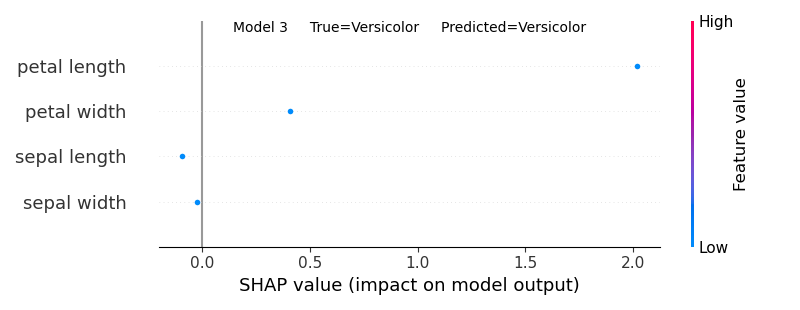 Model 3 True=Versicolor Predicted=Versicolor
High
petal length
petal width
sepal length
sepal width
Feature value
Low
0.0 0.5 1.0 1.5 2.0
SHAP value (impact on model output)